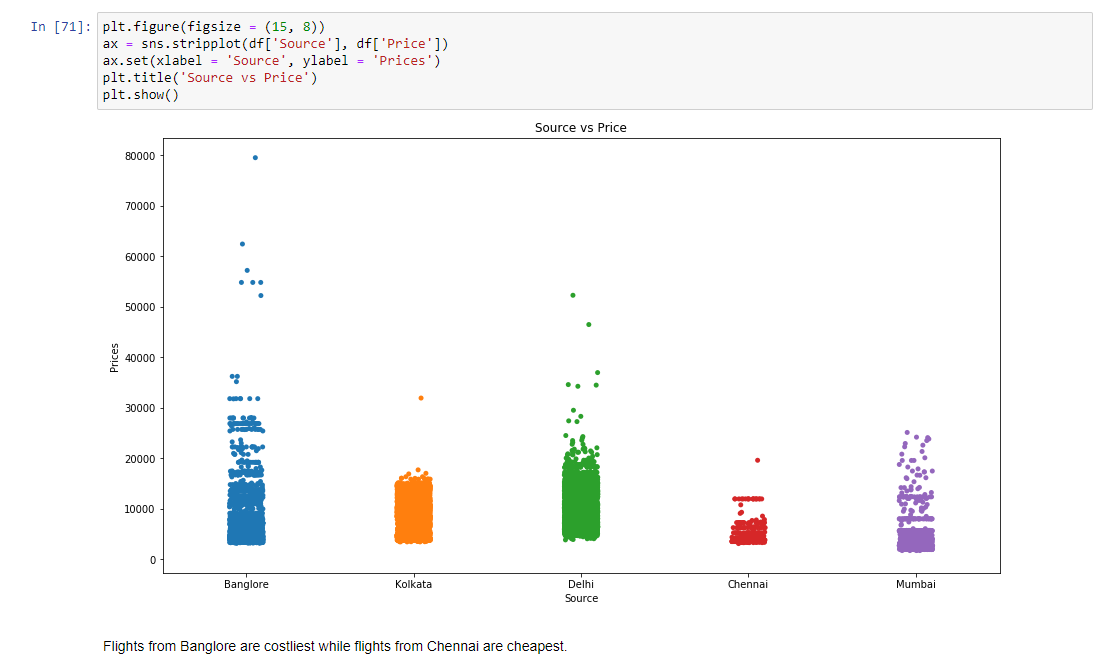 In [71]: plt.figure(figsize = (15, 8))
ax = sns.stripplot(df['Source'], df['Price'])
ax.set(xlabel = 'Source', ylabel = 'Prices')
plt.title('Source vs Price')
plt.show()
Source vs Price
80000
70000
60000
50000
40000
30000
20000
10000
0
Prices
Banglore Kolkata Delhi Chennai Mumbai
Source
Flights from Banglore are costliest while flights from Chennai are cheapest.